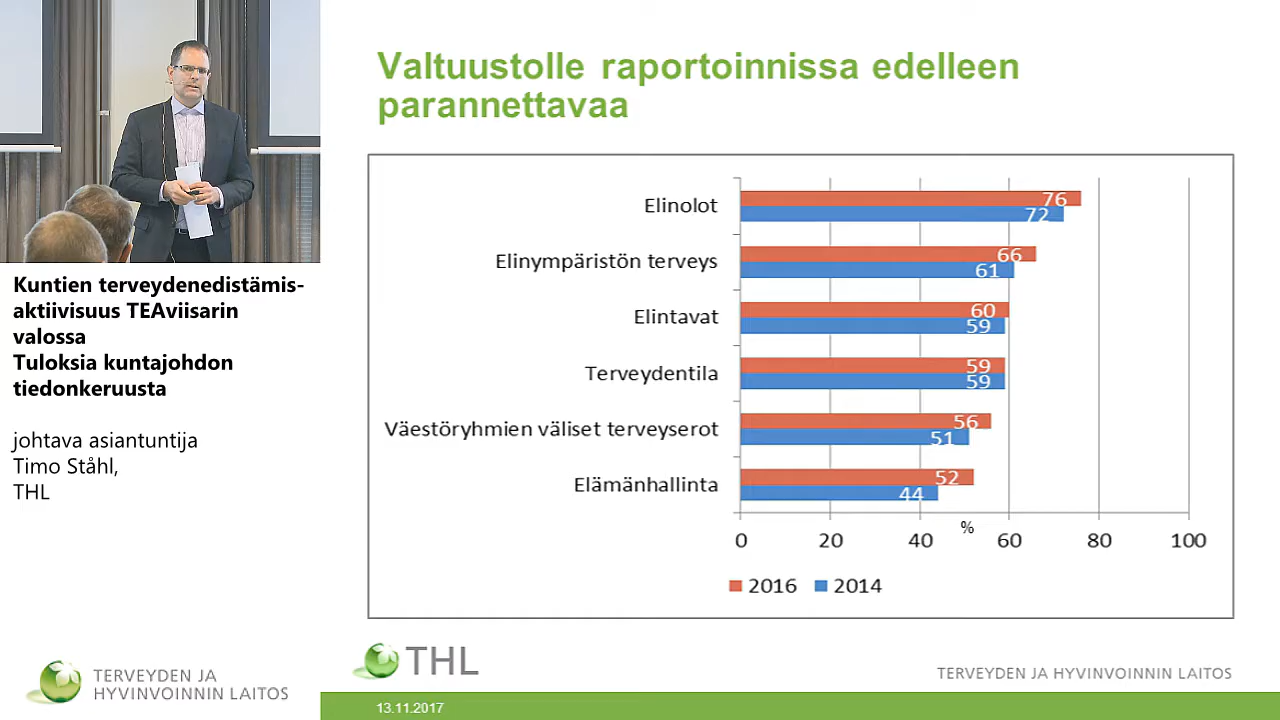 Kuntien terveydenedistämis-
aktiivisuus TEAviisarin
valossa
Tuloksia kuntajohdon
tiedonkeruusta
johtava asiantuntija
Timo Ståhl,
THL
TERVEYDEN JA
HYVINVOINNIN LAITOS
Valtuustolle raportoinnissa edelleen
parannettavaa
Elinolot 76
72
Elinympäristön terveys 66
61
Elintavat 60
59
Terveydentila 59
59
Väestöryhmien väliset terveyserot 56
51
Elämänhallinta 52
44
%
0 20 40 60 80 100
2016 2014
THL
TERVEYDEN JA HYVINVOINNIN LAITOS
13.11.2017